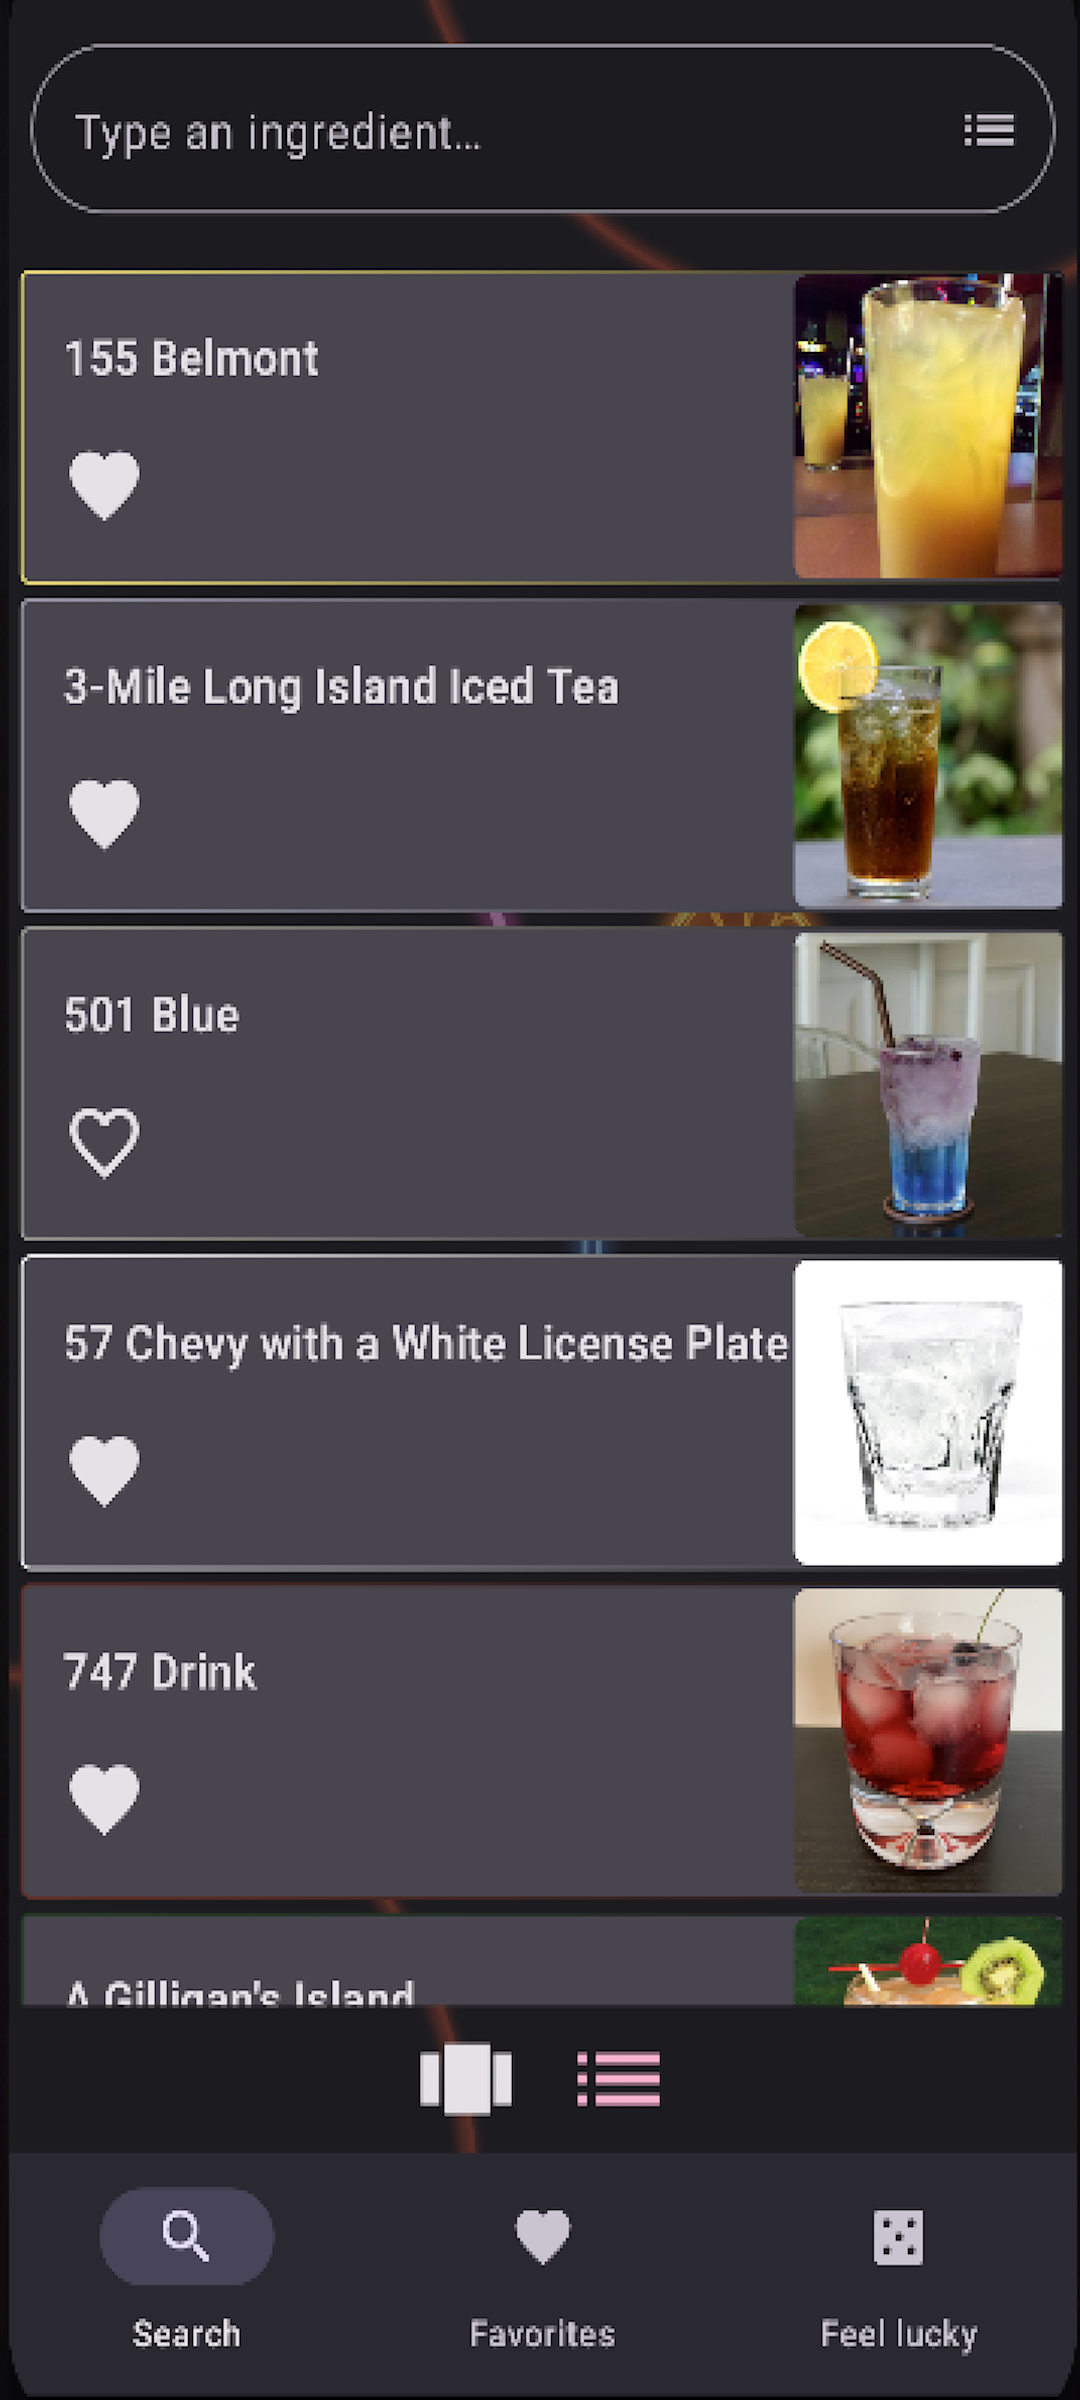 Type an ingredient...
155 Belmont
3-Mile Long Island Iced Tea
501 Blue
57 Chevy with a White License Plate
747 Drink
A Gilligan's Island
Search
Favorites
Feel lucky